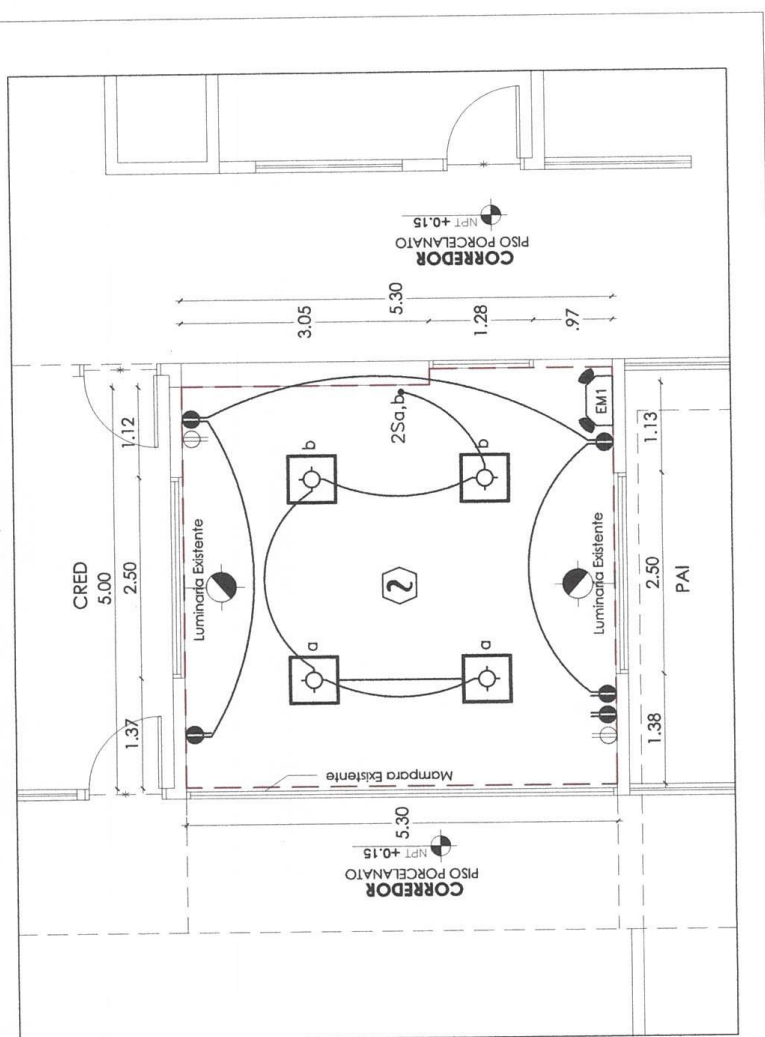 CORREDOR
PISO PORCELANATO
NPT +0.15
5.30
3.05
1.28
.97
CRED
5.00
1.12
2.50
1.37
Luminaria Existente
b
b
2Sa,b
EM1
a
a
Luminaria Existente
1.13
2.50
1.38
PAI
Mampara Existente
5.30
CORREDOR
PISO PORCELANATO
NPT +0.15